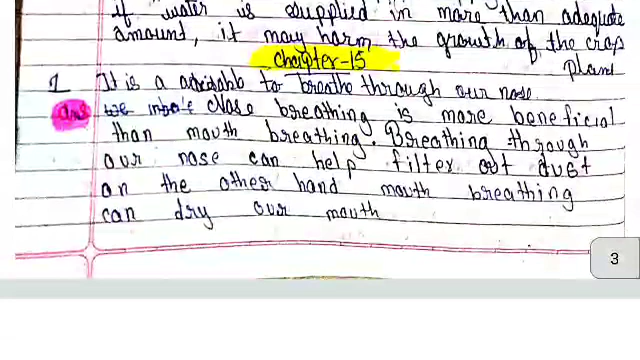 if water is supplied in more than adequate
amount, it may harm the growth of the crop
plant
chapter-15
1 It is a advisable to breathe through our nose
Ans Nose breathing is more beneficial
than mouth breathing. Breathing through
our nose can help filter out dust
on the other hand mouth breathing
can dry our mouth
3